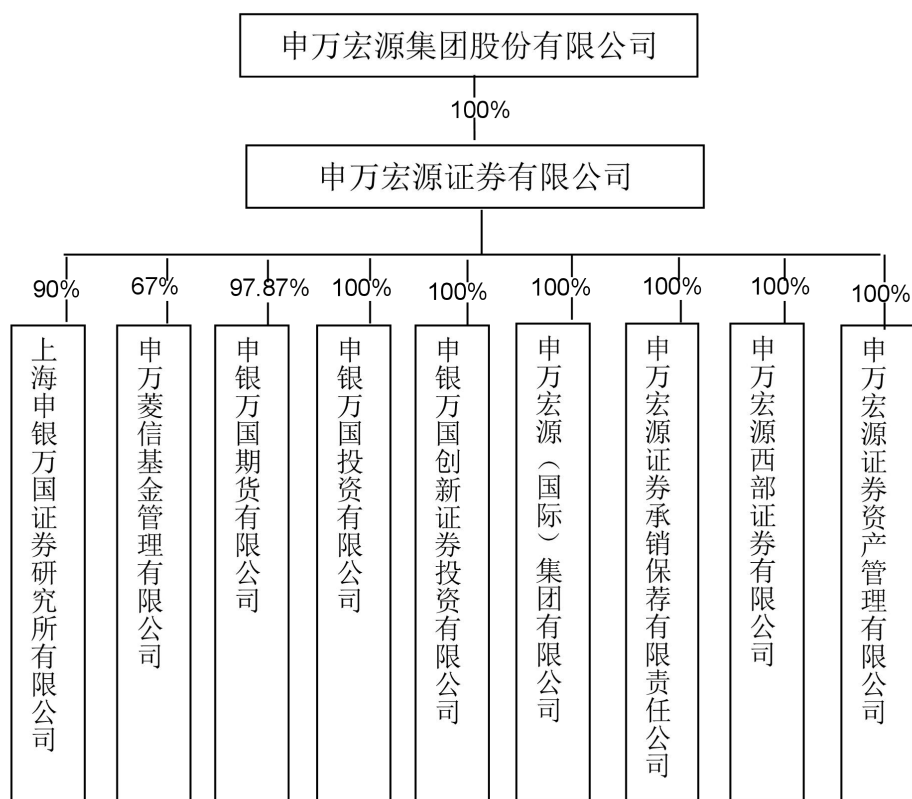 申万宏源集团股份有限公司
100%
申万宏源证券有限公司
90%
67%
97.87%
100%
100%
100%
100%
100%
100%
上海申银万国证券研究所有限公司
申万菱信基金管理有限公司
申银万国期货有限公司
申银万国投资有限公司
申银万国创新证券投资有限公司
申万宏源（国际）集团有限公司
申万宏源证券承销保荐有限责任公司
申万宏源西部证券有限公司
申万宏源证券资产管理有限公司